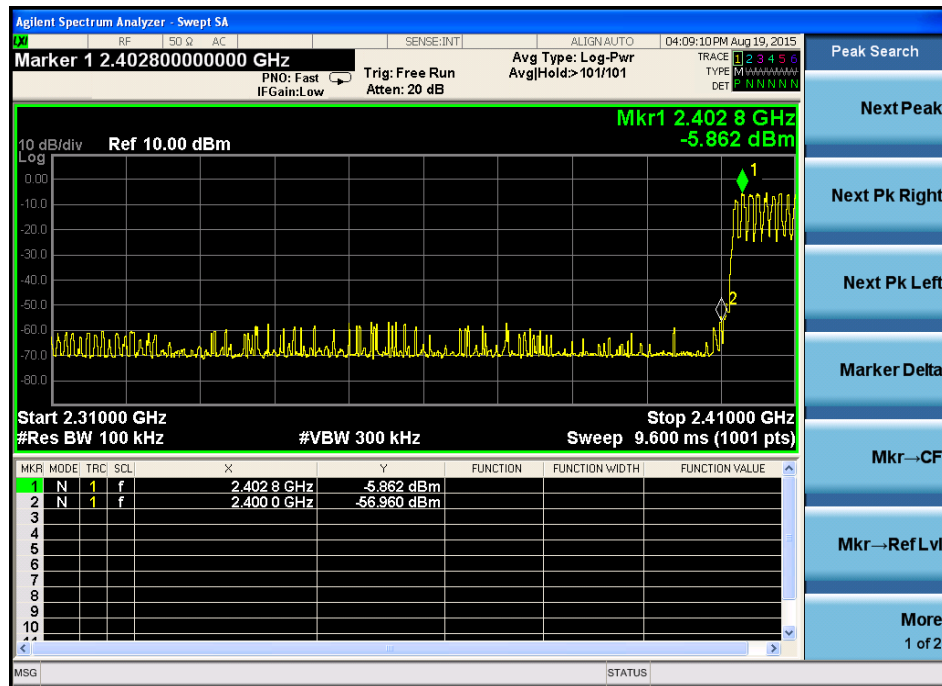 Agilent Spectrum Analyzer - Swept SA
LXI RF 50 Ω AC SENSE:INT ALIGN AUTO 04:09:10 PM Aug 19, 2015
Marker 1 2.402800000000 GHz
PNO: Fast
IFGain:Low
Trig: Free Run
Atten: 20 dB
Avg Type: Log-Pwr
Avg|Hold:>101/101
TRACE 1 2 3 4 5 6
TYPE M WWWWW
DET P N N N N N
Mkr1 2.402 8 GHz
-5.862 dBm
10 dB/div Ref 10.00 dBm
Log
0.00
-10.0
-20.0
-30.0
-40.0
-50.0
-60.0
-70.0
-80.0
1
2
Start 2.31000 GHz Stop 2.41000 GHz
#Res BW 100 kHz #VBW 300 kHz Sweep 9.600 ms (1001 pts)
MKR MODE TRC SCL X Y FUNCTION FUNCTION WIDTH FUNCTION VALUE
1 N 1 f 2.402 8 GHz -5.862 dBm
2 N 1 f 2.400 0 GHz -56.960 dBm
3
4
5
6
7
8
9
10
11
MSG STATUS
Peak Search
Next Peak
Next Pk Right
Next Pk Left
Marker Delta
Mkr→CF
Mkr→Ref Lvl
More
1 of 2